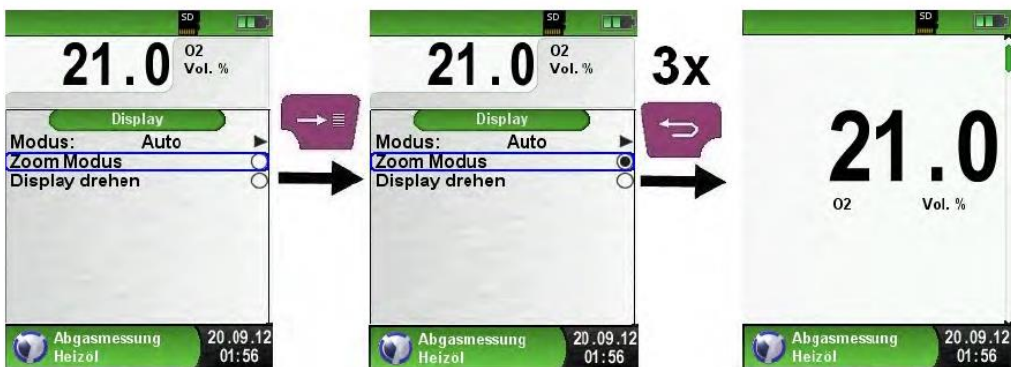 SD
21.0 O2
Vol. %
Display
Modus: Auto
Zoom Modus
Display drehen
Abgasmessung 20.09.12
Heizöl 01:56
SD
21.0 O2
Vol. %
Display
Modus: Auto
Zoom Modus
Display drehen
Abgasmessung 20.09.12
Heizöl 01:56
3x
SD
21.0
O2 Vol. %
Abgasmessung 20.09.12
Heizöl 01:56